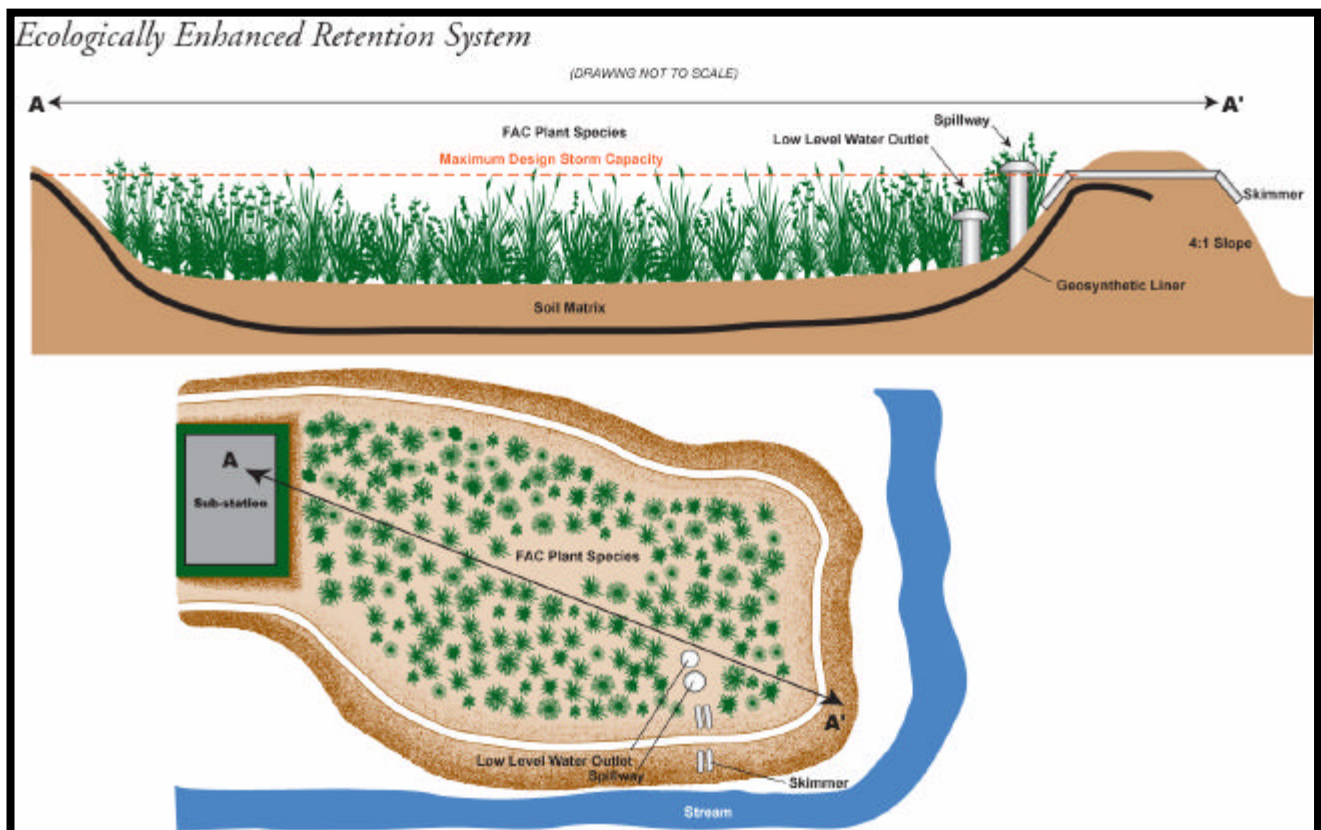 Ecologically Enhanced Retention System
(DRAWING NOT TO SCALE)
A A'
Spillway
FAC Plant Species
Low Level Water Outlet
Maximum Design Storm Capacity
Skimmer
4:1 Slope
Geosynthetic Liner
Soil Matrix
A
Sub-station
FAC Plant Species
A'
Low Level Water Outlet
Spillway
Skimmer
Stream